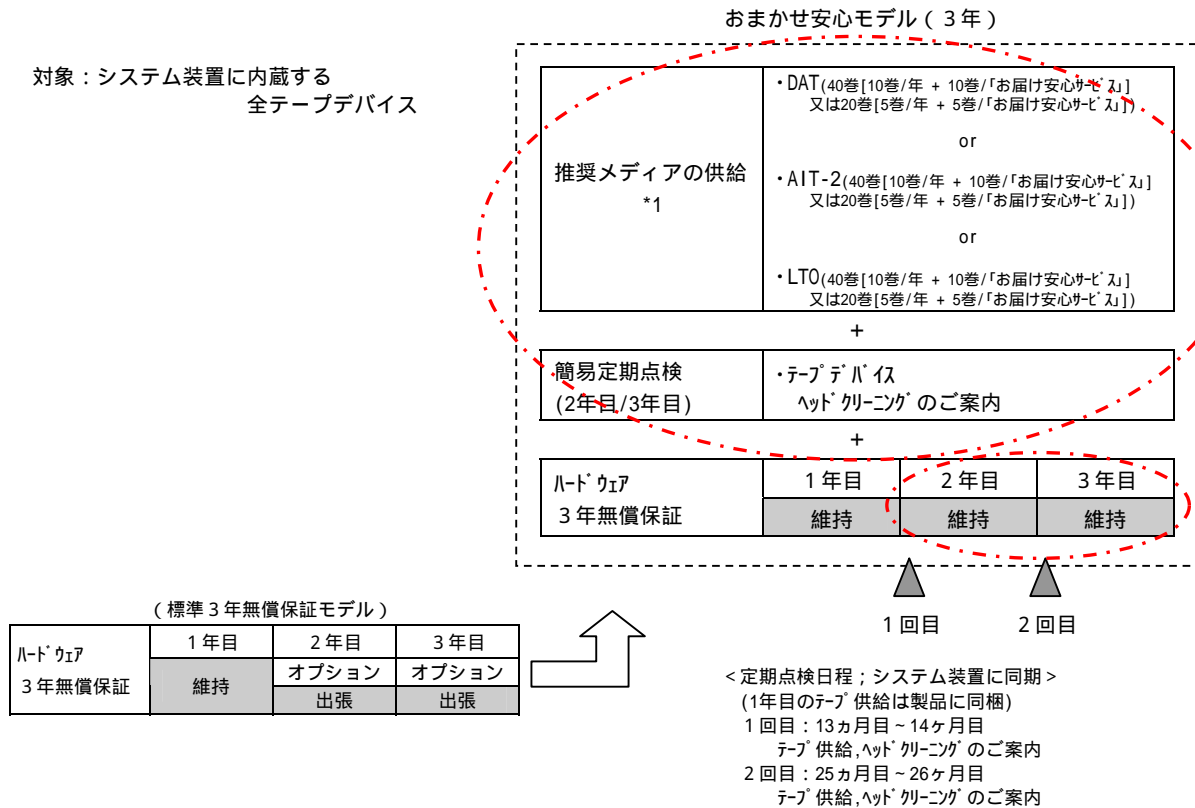 おまかせ安心モデル（３年）
対象：システム装置に内蔵する
全テープデバイス
推奨メディアの供給
*1
・DAT(40巻[10巻/年 + 10巻/｢お届け安心ｻｰﾋﾞｽ｣]
又は20巻[5巻/年 + 5巻/｢お届け安心ｻｰﾋﾞｽ｣])
or
・AIT-2(40巻[10巻/年 + 10巻/｢お届け安心ｻｰﾋﾞｽ｣]
又は20巻[5巻/年 + 5巻/｢お届け安心ｻｰﾋﾞｽ｣])
or
・LTO(40巻[10巻/年 + 10巻/｢お届け安心ｻｰﾋﾞｽ｣]
又は20巻[5巻/年 + 5巻/｢お届け安心ｻｰﾋﾞｽ｣])
+
簡易定期点検
(2年目/3年目)
・ﾃｰﾌﾟﾃﾞﾊﾞｲｽ
ﾍｯﾄﾞｸﾘｰﾆﾝｸﾞのご案内
+
ﾊｰﾄﾞｳｪｱ
３年無償保証
１年目 ２年目 ３年目
維持 維持 維持
１回目 ２回目
（標準３年無償保証モデル）
ﾊｰﾄﾞｳｪｱ
３年無償保証
１年目 ２年目 ３年目
維持 オプション オプション
出張 出張
＜定期点検日程；システム装置に同期＞
(1年目のﾃｰﾌﾟ供給は製品に同梱)
１回目：13ヵ月目～14ヶ月目
ﾃｰﾌﾟ供給,ﾍｯﾄﾞｸﾘｰﾆﾝｸﾞのご案内
２回目：25ヵ月目～26ヶ月目
ﾃｰﾌﾟ供給,ﾍｯﾄﾞｸﾘｰﾆﾝｸﾞのご案内